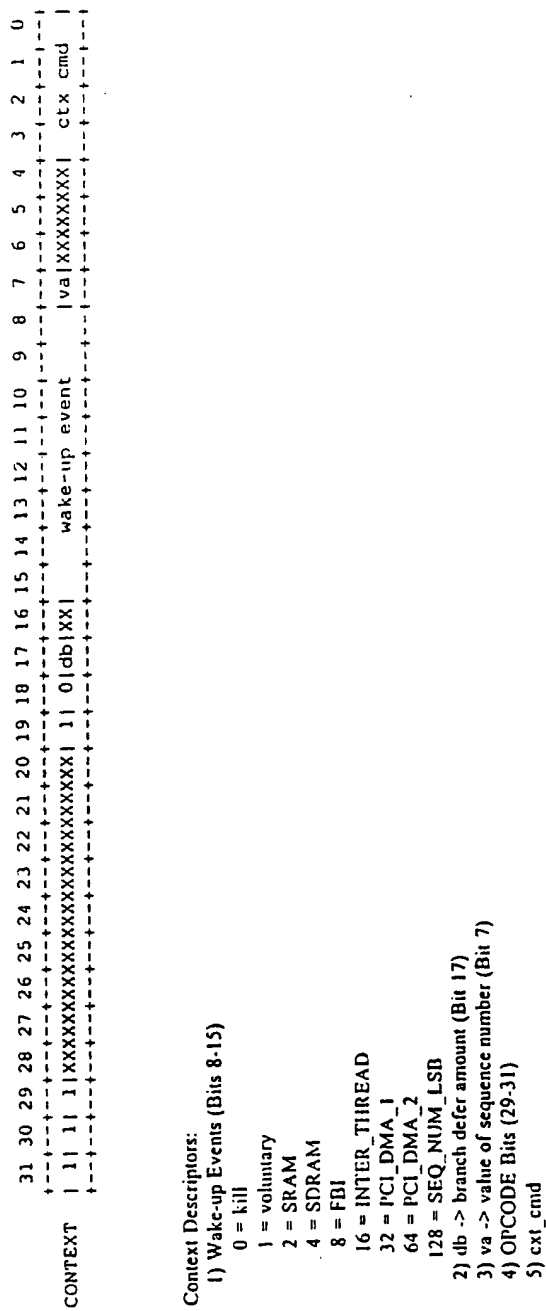 31 30 29 28 27 26 25 24 23 22 21 20 19 18 17 16 15 14 13 12 11 10 9 8 7 6 5 4 3 2 1 0
+---+---+---+---+---+---+---+---+---+---+---+---+---+---+---+---+---+---+---+---+---+---+---+---+---+---+---+---+---+---+---+---+
CONTEXT | 1| 1| 1|XXXXXXXXXXXXXXXXXXXXXXXXXX| 1| 0|db|XX| wake-up event |va|XXXXXXXX| ctx cmd |
+---+---+---+---+---+---+---+---+---+---+---+---+---+---+---+---+---+---+---+---+---+---+---+---+---+---+---+---+---+---+---+---+
Context Descriptors:
1) Wake-up Events (Bits 8-15)
0 = kill
1 = voluntary
2 = SRAM
4 = SDRAM
8 = FBI
16 = INTER_THREAD
32 = PCI_DMA_1
64 = PCI_DMA_2
128 = SEQ_NUM_LSB
2) db -> branch defer amount (Bit 17)
3) va -> value of sequence number (Bit 7)
4) OPCODE Bits (29-31)
5) cxt_cmd